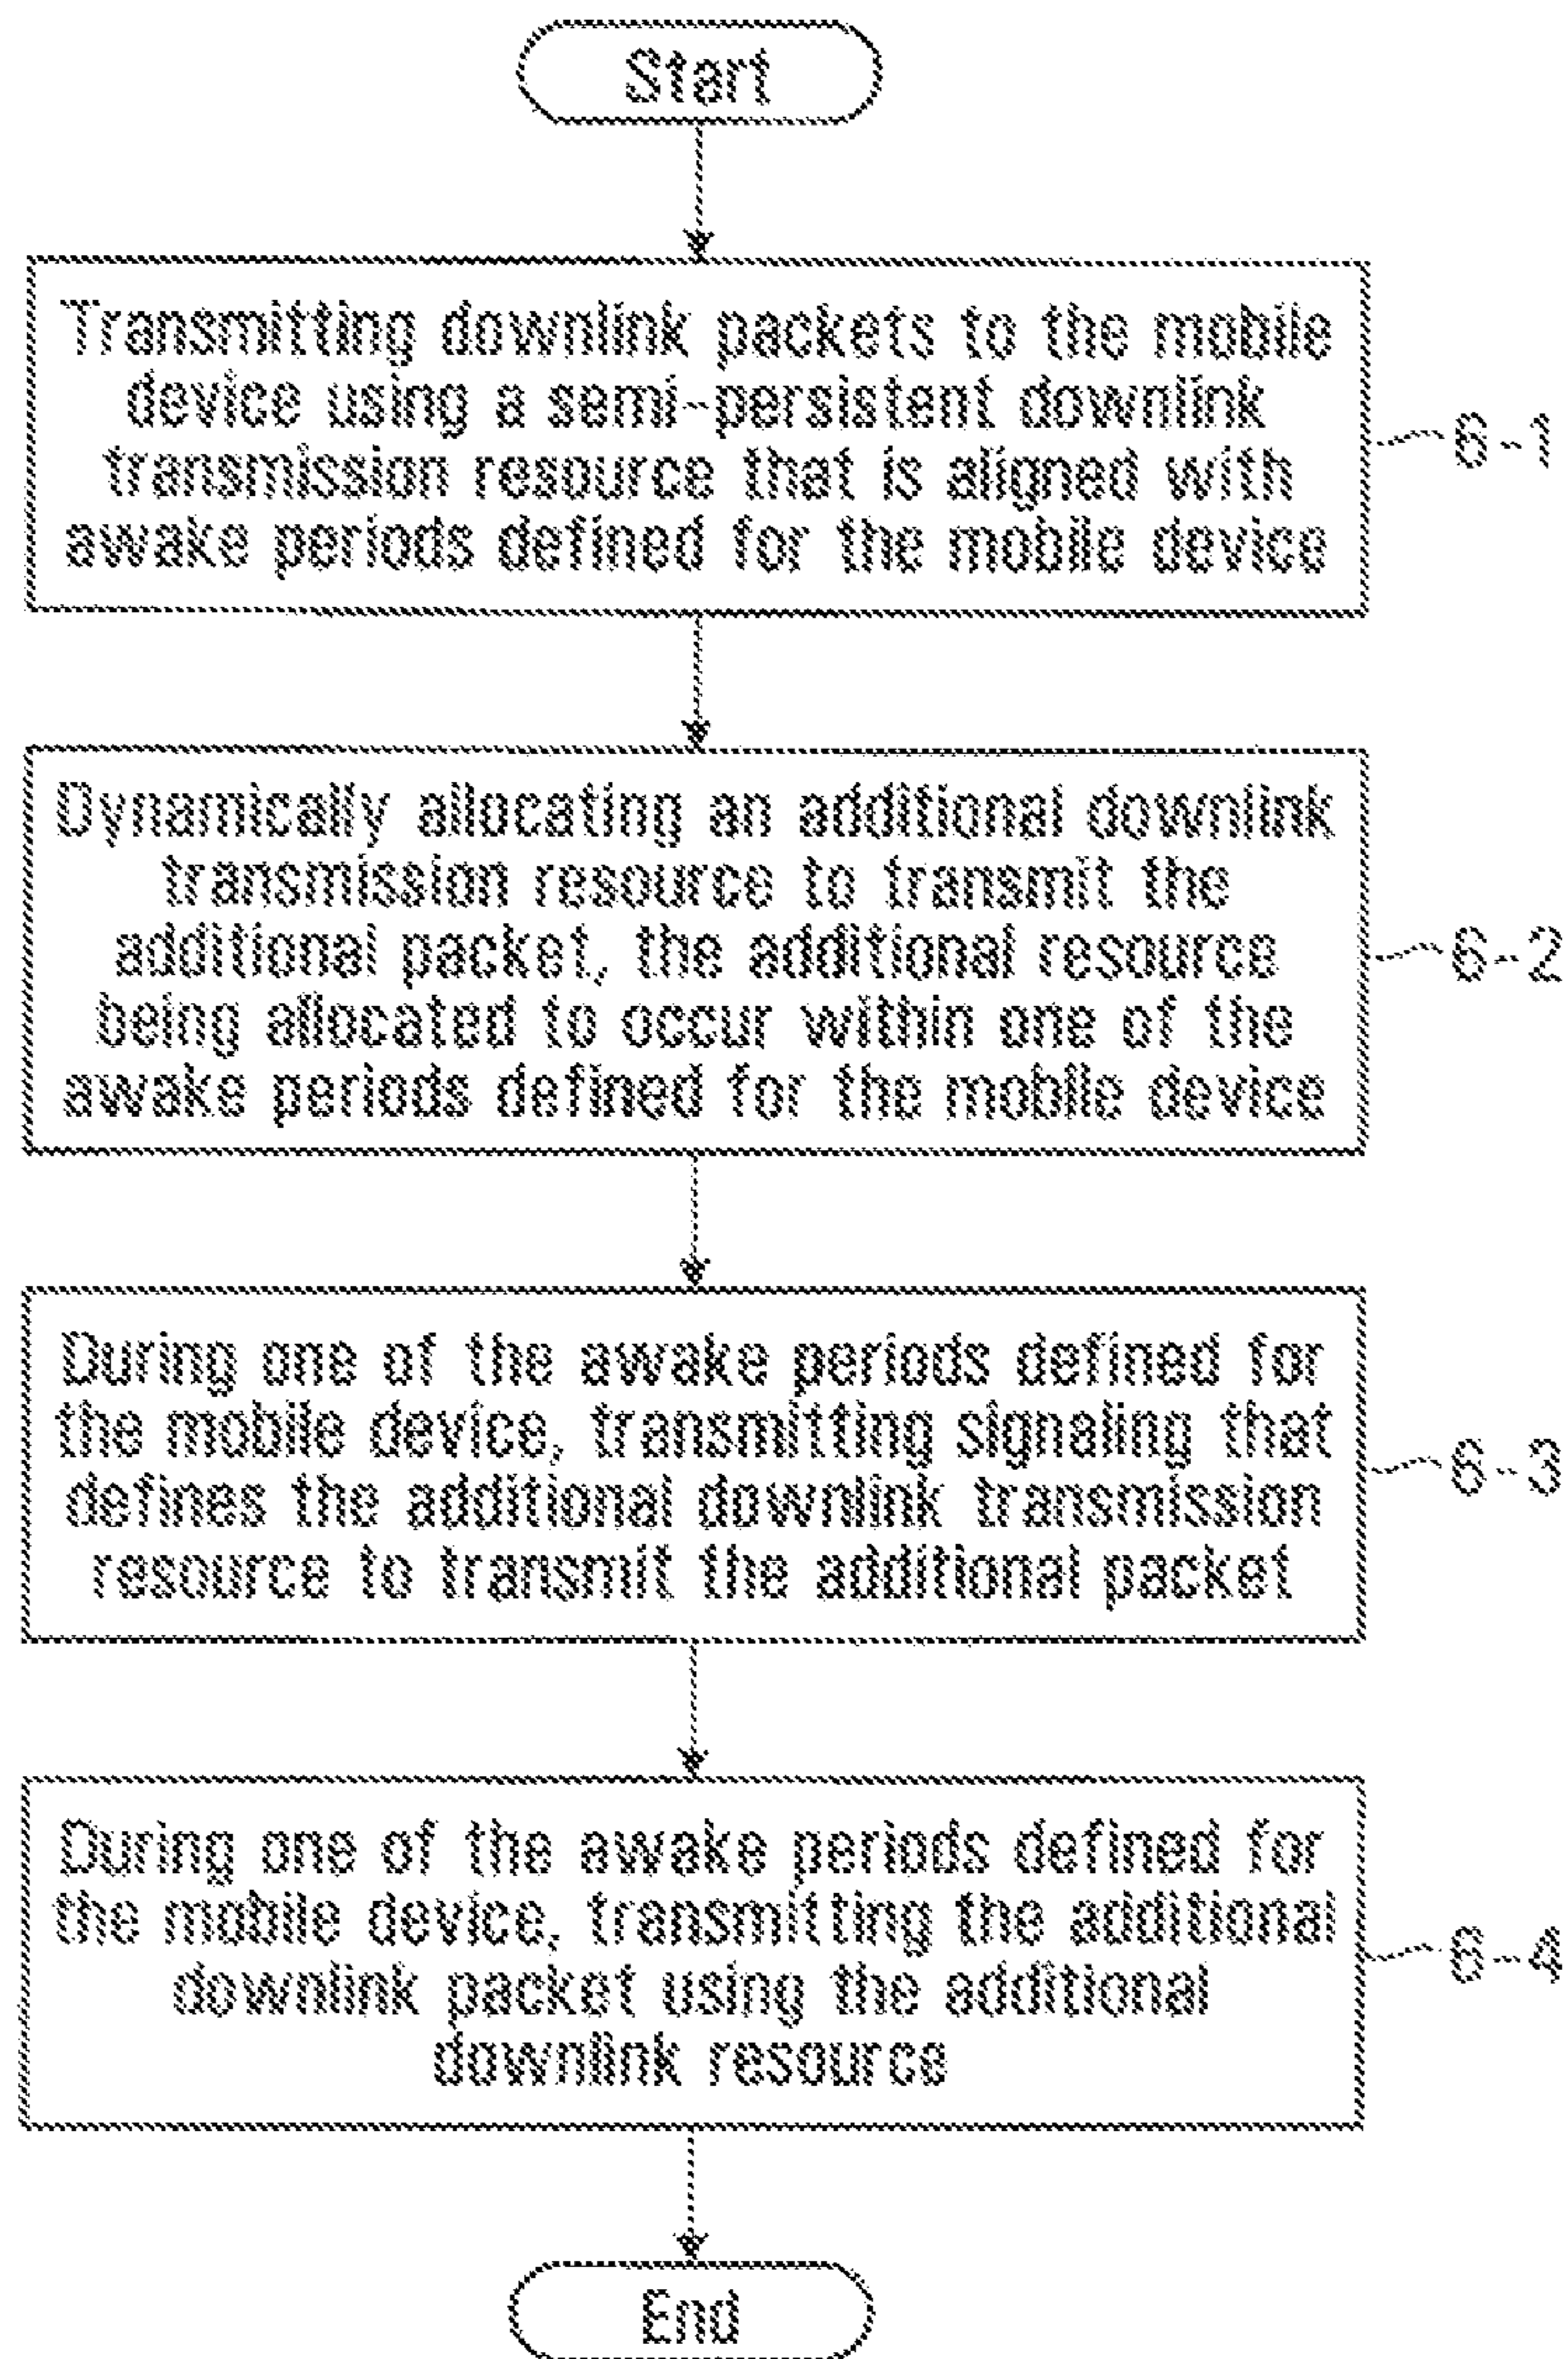 Start
Transmitting downlink packets to the mobile
device using a semi-persistent downlink
transmission resource that is aligned with
awake periods defined for the mobile device
6-1
Dynamically allocating an additional downlink
transmission resource to transmit the
additional packet, the additional resource
being allocated to occur within one of the
awake periods defined for the mobile device
6-2
During one of the awake periods defined for
the mobile device, transmitting signaling that
defines the additional downlink transmission
resource to transmit the additional packet
6-3
During one of the awake periods defined for
the mobile device, transmitting the additional
downlink packet using the additional
downlink resource
6-4
End